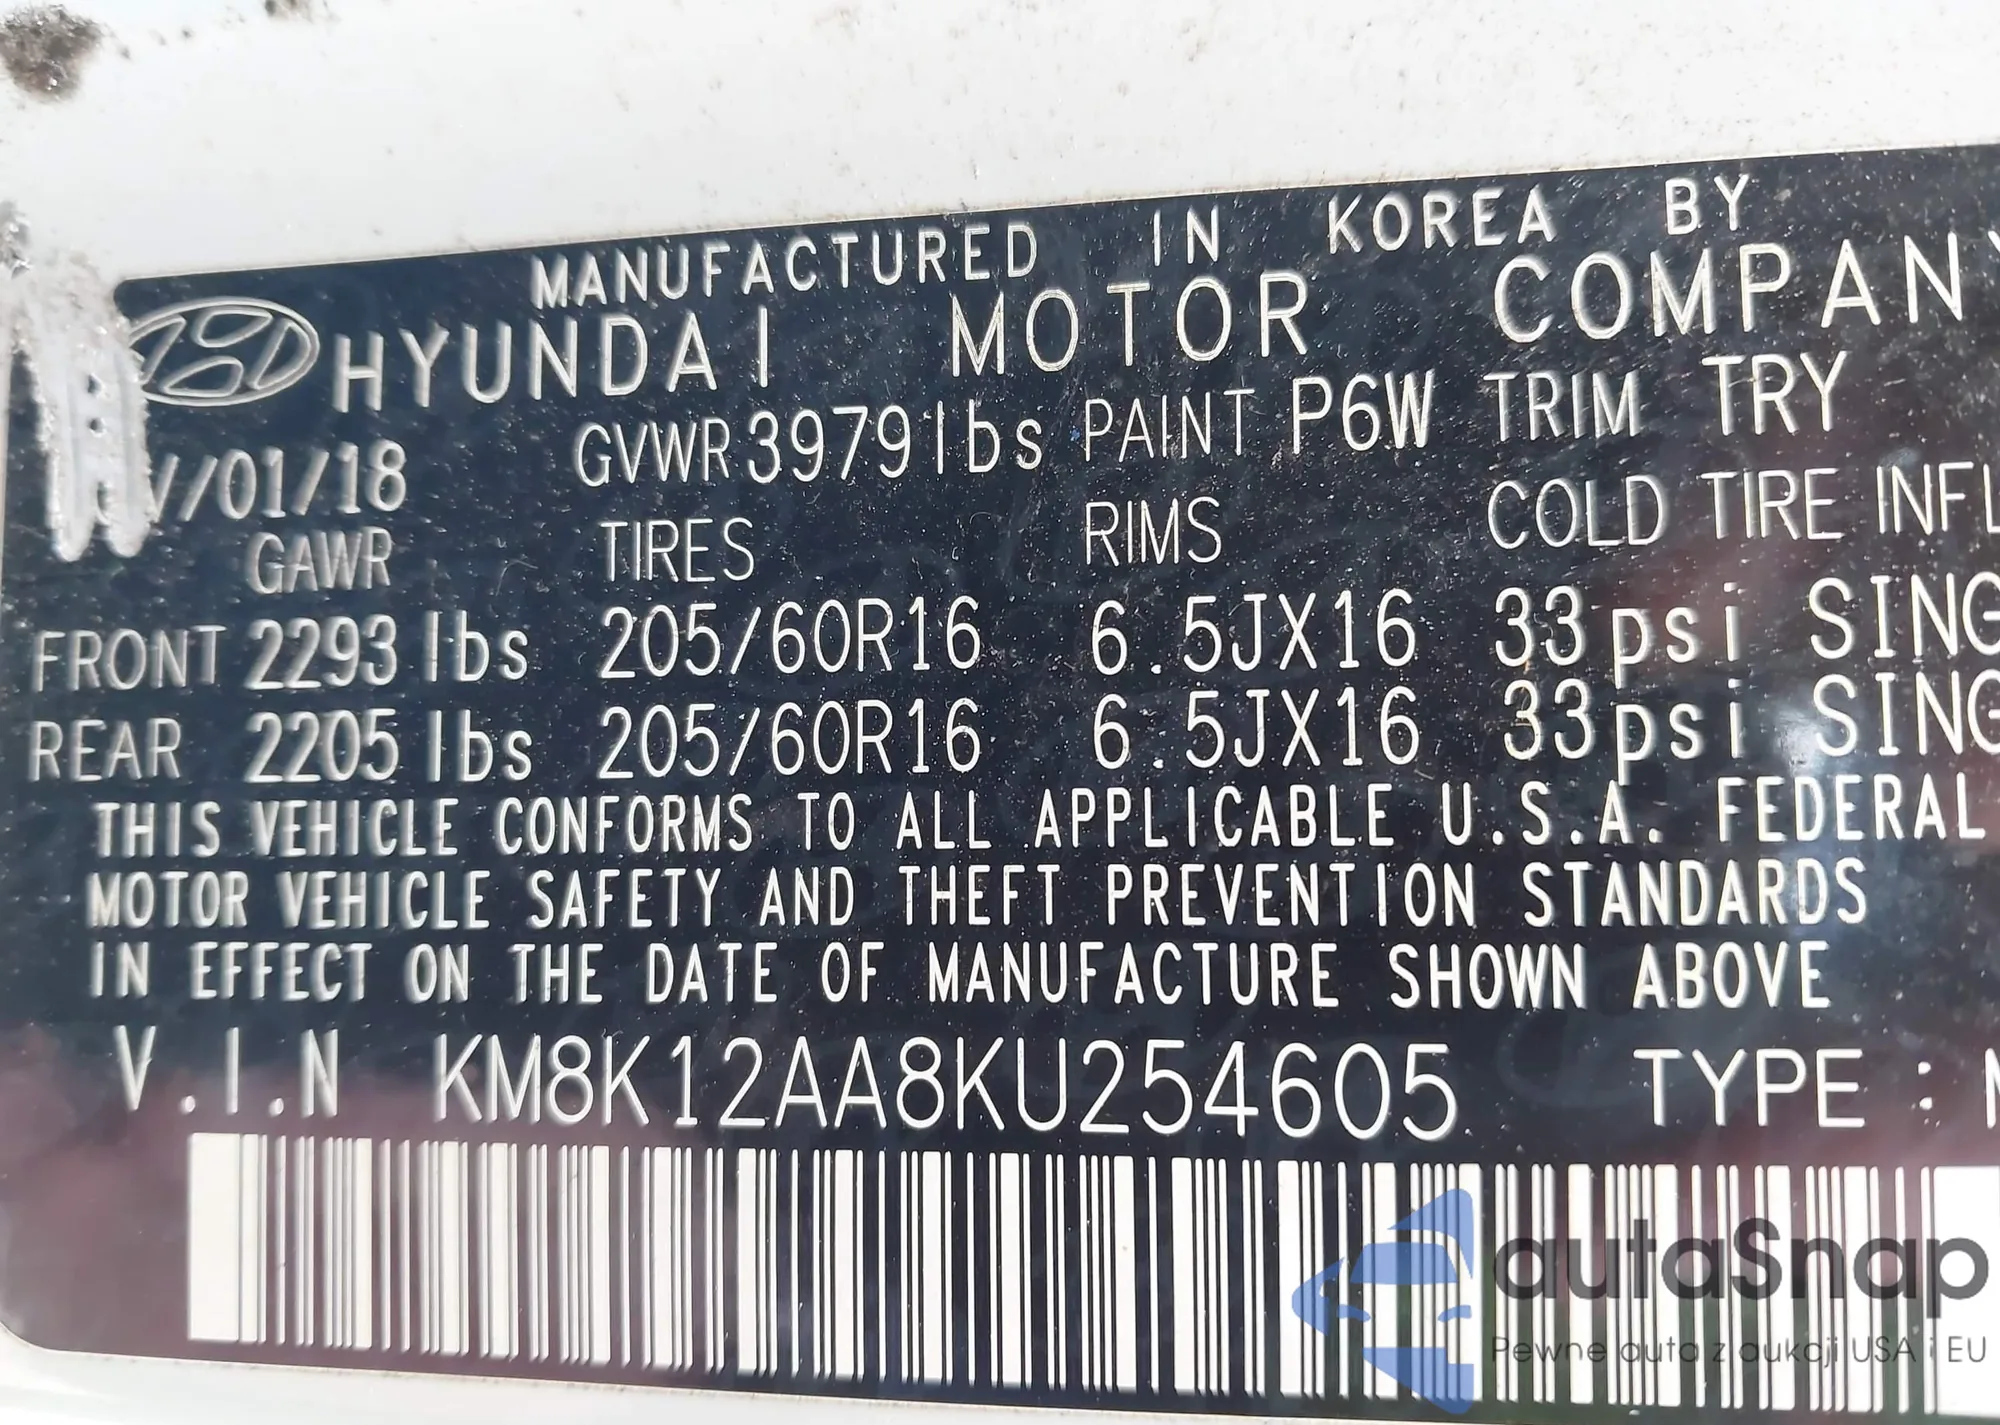 MANUFACTURED IN KOREA BY
HYUNDAI MOTOR COMPANY
/01/18 GVWR 3979lbs PAINT P6W TRIM TRY
GAWR TIRES RIMS COLD TIRE INFL
FRONT 2293 lbs 205/60R16 6.5JX16 33psi SING
REAR 2205 lbs 205/60R16 6.5JX16 33psi SING
THIS VEHICLE CONFORMS TO ALL APPLICABLE U.S.A. FEDERAL
MOTOR VEHICLE SAFETY AND THEFT PREVENTION STANDARDS
IN EFFECT ON THE DATE OF MANUFACTURE SHOWN ABOVE
V.I.N KM8K12AA8KU254605 TYPE : M
autaSnap
Pewne auta z aukcji USA i EU